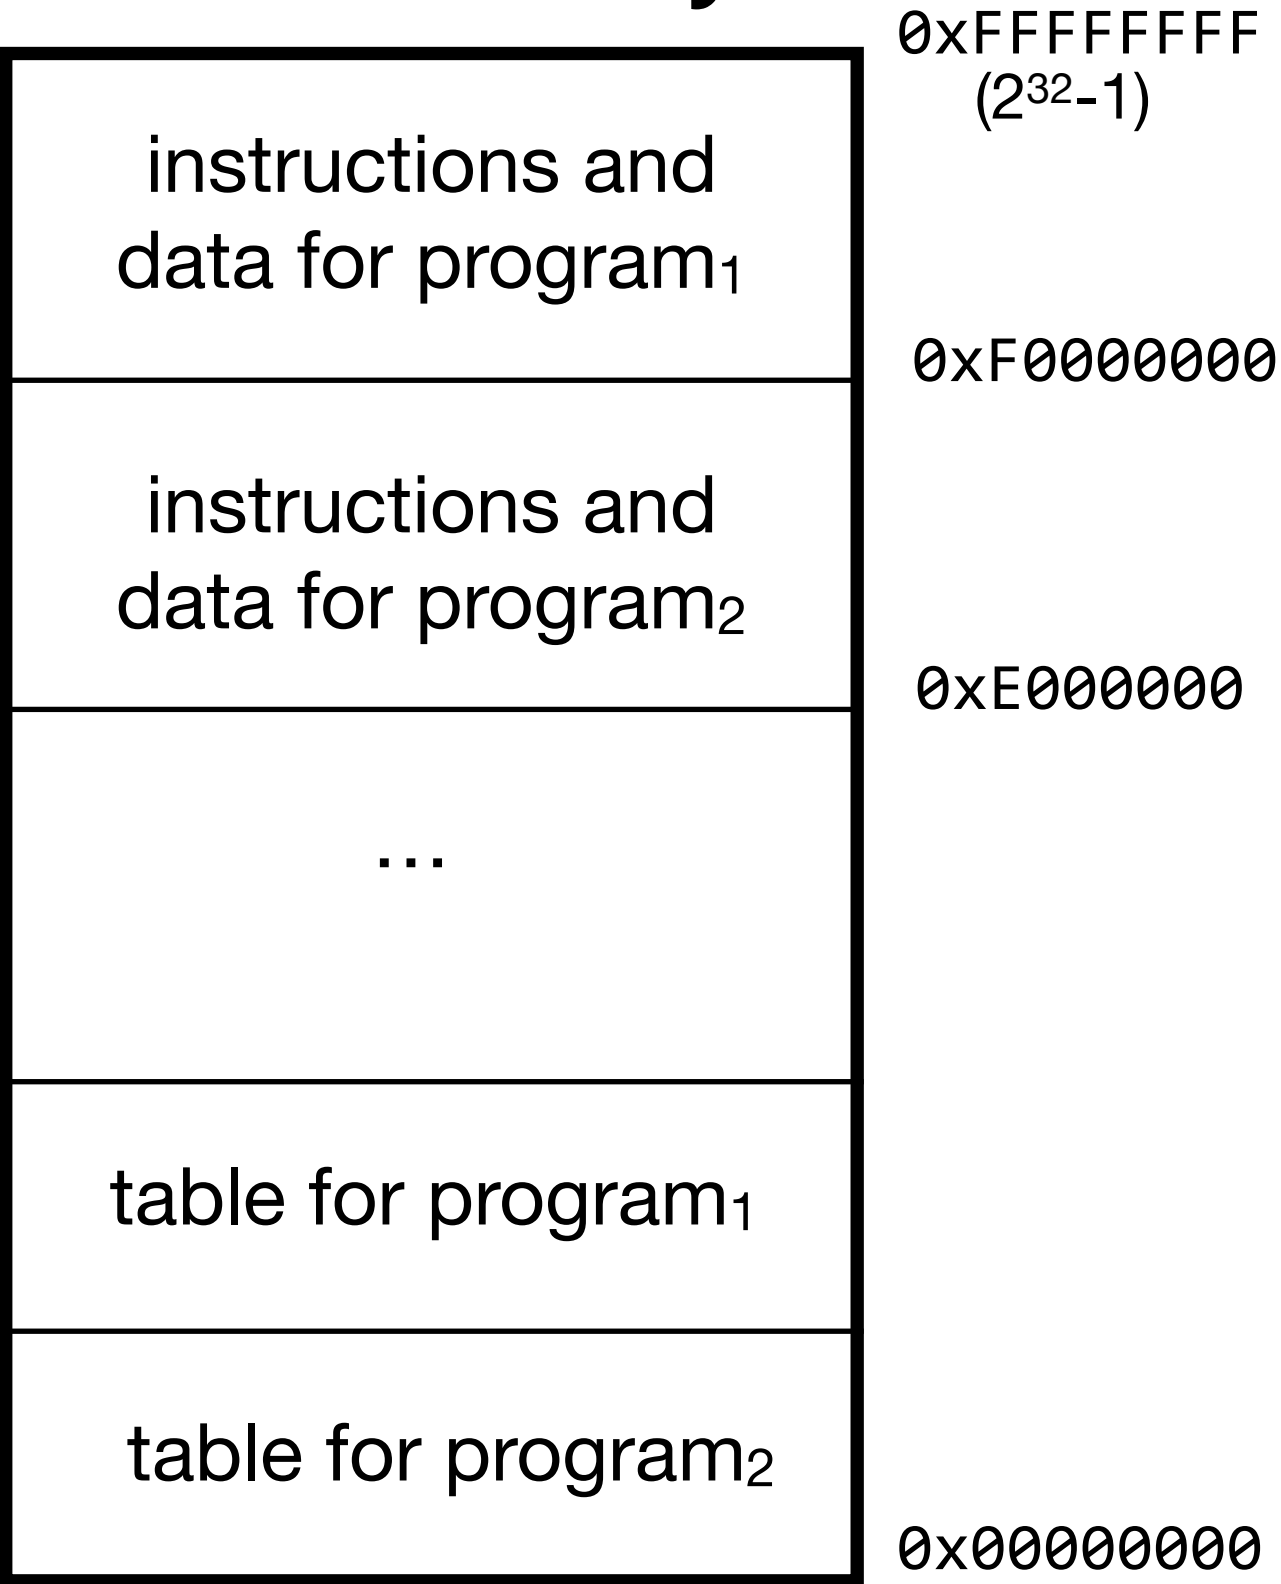 0xFFFFFFFF
(2³²-1)
instructions and
data for program₁
0xF0000000
instructions and
data for program₂
0xE000000
...
table for program₁
table for program₂
0x00000000